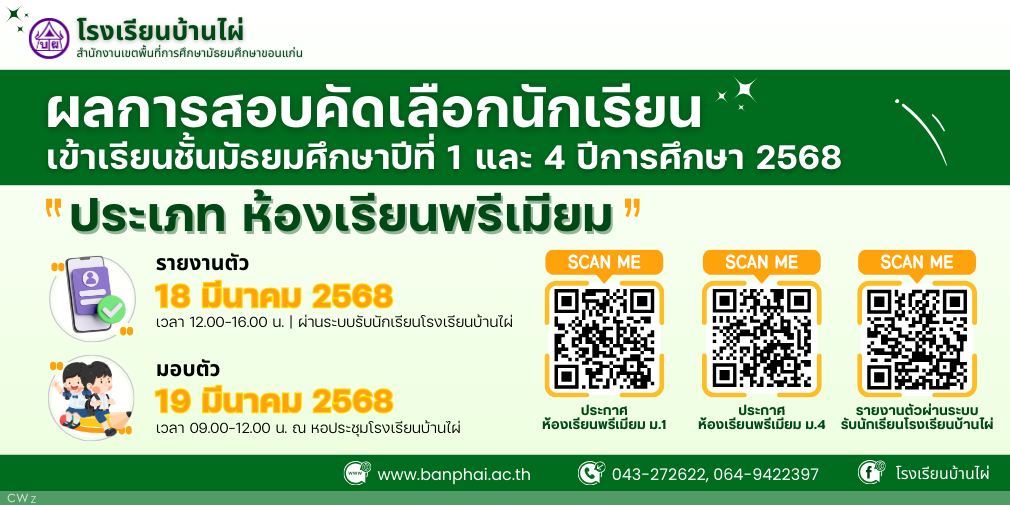 โรงเรียนบ้านไผ่
สำนักงานเขตพื้นที่การศึกษามัธยมศึกษาขอนแก่น
บผ
ผลการสอบคัดเลือกนักเรียน
เข้าเรียนชั้นมัธยมศึกษาปีที่ 1 และ 4 ปีการศึกษา 2568
"ประเภท ห้องเรียนพรีเมียม"
รายงานตัว
18 มีนาคม 2568
เวลา 12.00-16.00 น. | ผ่านระบบรับนักเรียนโรงเรียนบ้านไผ่
มอบตัว
19 มีนาคม 2568
เวลา 09.00-12.00 น. ณ หอประชุมโรงเรียนบ้านไผ่
SCAN ME
ประกาศ
ห้องเรียนพรีเมียม ม.1
SCAN ME
ประกาศ
ห้องเรียนพรีเมียม ม.4
SCAN ME
รายงานตัวผ่านระบบ
รับนักเรียนโรงเรียนบ้านไผ่
www.banphai.ac.th
043-272622, 064-9422397
โรงเรียนบ้านไผ่
CWz